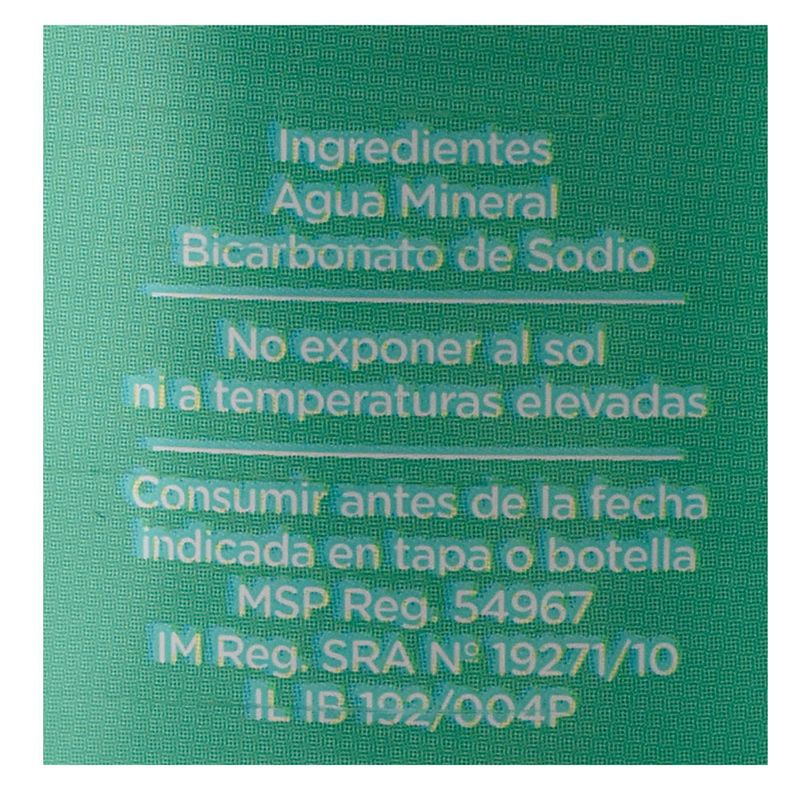 Ingredientes
Agua Mineral
Bicarbonato de Sodio
No exponer al sol
ni a temperaturas elevadas
Consumir antes de la fecha
indicada en tapa o botella
MSP Reg. 54967
IM Reg. SRA Nº 19271/10
IL IB 192/004P